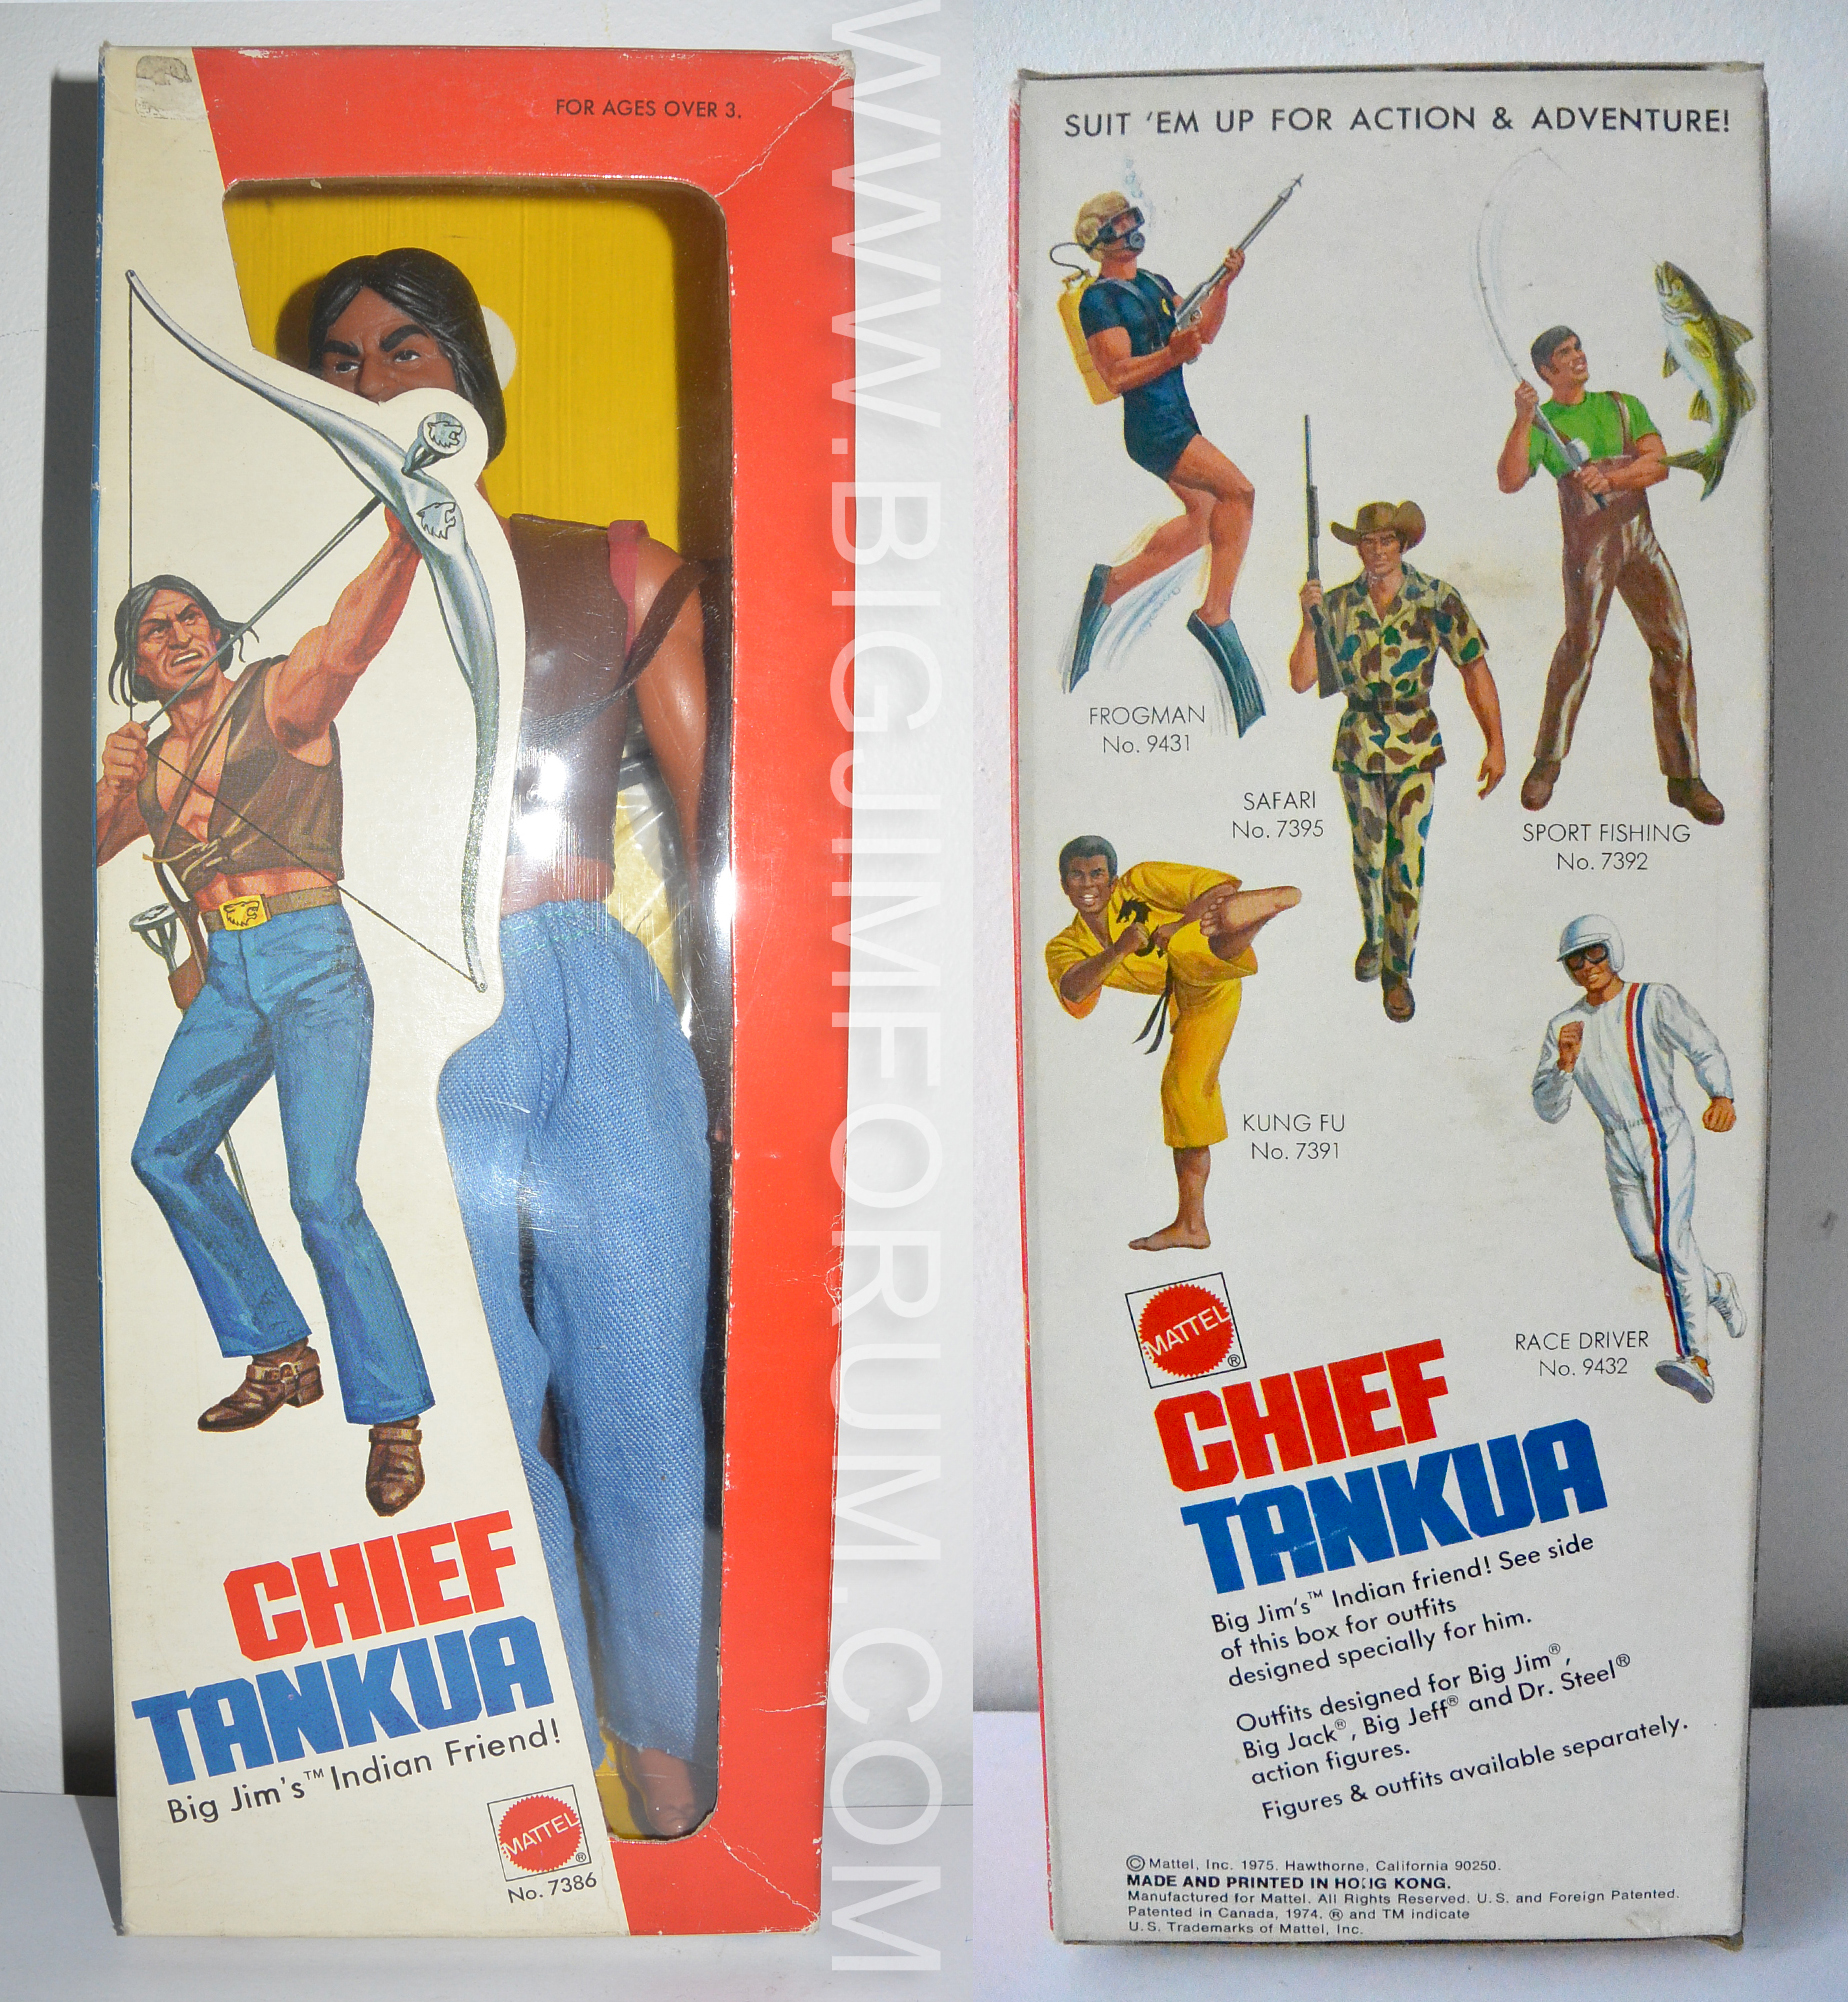 FOR AGES OVER 3.
CHIEF
TANKUA
Big Jim's™ Indian Friend!
MATTEL®
No. 7386
WWW.BIGJIMFORUM.COM
SUIT 'EM UP FOR ACTION & ADVENTURE!
FROGMAN
No. 9431
SAFARI
No. 7395
SPORT FISHING
No. 7392
KUNG FU
No. 7391
RACE DRIVER
No. 9432
MATTEL®
CHIEF
TANKUA
Big Jim's™ Indian friend! See side
of this box for outfits
designed specially for him.
Outfits designed for Big Jim®,
Big Jack®, Big Jeff® and Dr. Steel®
action figures.
Figures & outfits available separately.
© Mattel, Inc. 1975. Hawthorne, California 90250.
MADE AND PRINTED IN HONG KONG.
Manufactured for Mattel. All Rights Reserved. U.S. and Foreign Patented.
Patented in Canada, 1974. ® and TM indicate
U.S. Trademarks of Mattel, Inc.